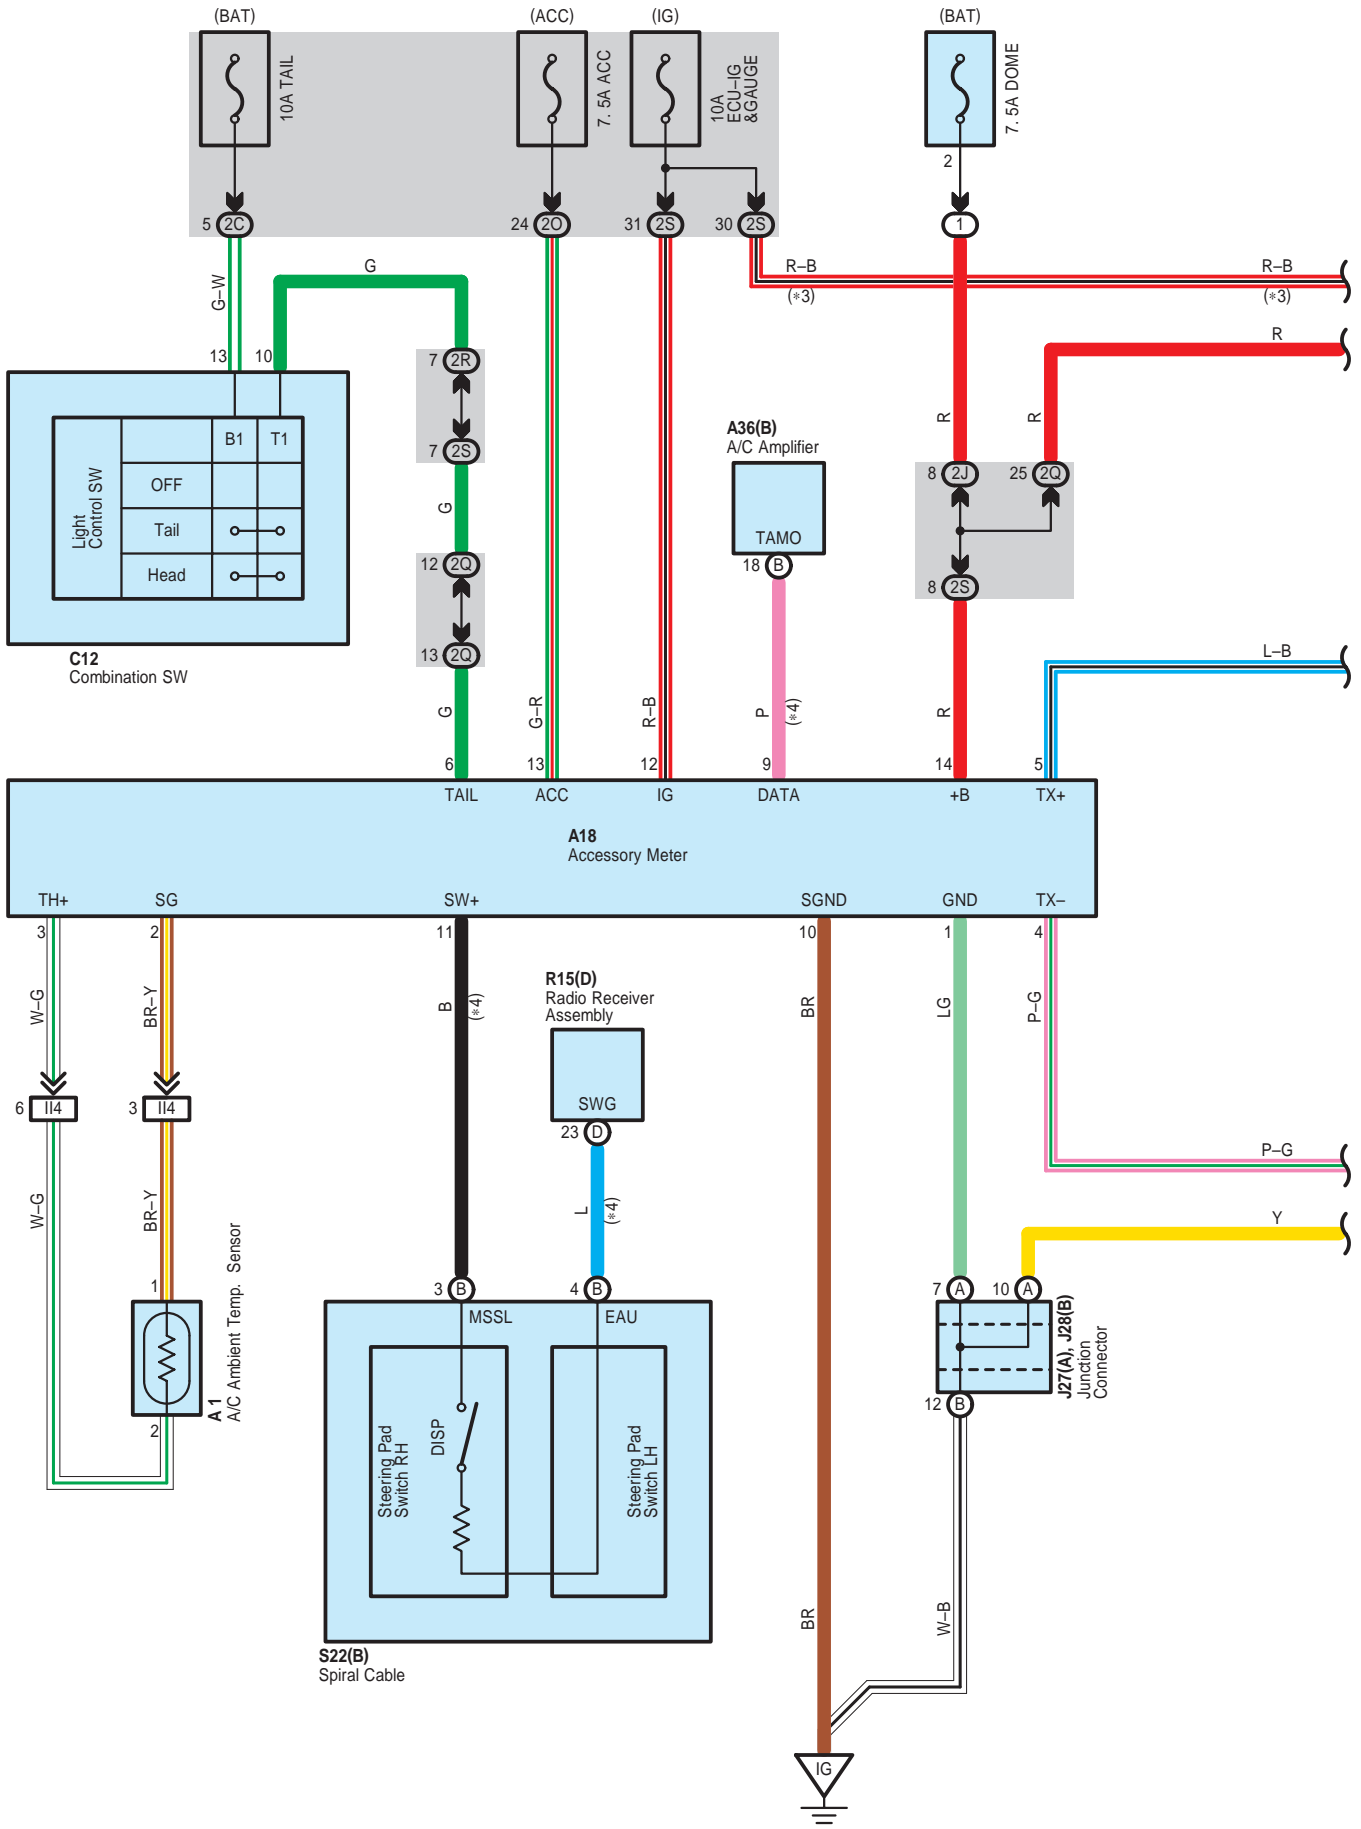 (BAT)
(ACC)
(IG)
(BAT)
10A TAIL
7. 5A ACC
10A
ECU–IG
&GAUGE
7. 5A DOME
2
5 2C
24 2O
31 2S
30 2S
1
G–W
G
R–B
(∗3)
R–B
(∗3)
R
13
10
7 2R
7 2S
Light
Control SW
B1
T1
OFF
Tail
Head
C12
Combination SW
G
12 2Q
13 2Q
G
A36(B)
A/C Amplifier
TAMO
18 B
R
R
8 2J
25 2Q
8 2S
L–B
G–R
R–B
P
(∗4)
R
6
13
12
9
14
5
TAIL
ACC
IG
DATA
+B
TX+
A18
Accessory Meter
TH+
SG
SW+
SGND
GND
TX–
3
2
11
10
1
4
W–G
BR–Y
B
(∗4)
R15(D)
Radio Receiver
Assembly
SWG
23 D
BR
LG
P–G
6 II4
3 II4
W–G
BR–Y
L
(∗4)
P–G
Y
1
2
A 1
A/C Ambient Temp. Sensor
3 B
4 B
MSSL
EAU
DISP
Steering Pad
Switch RH
Steering Pad
Switch LH
S22(B)
Spiral Cable
7 A
10 A
J27(A), J28(B)
Junction
Connector
12 B
BR
W–B
IG